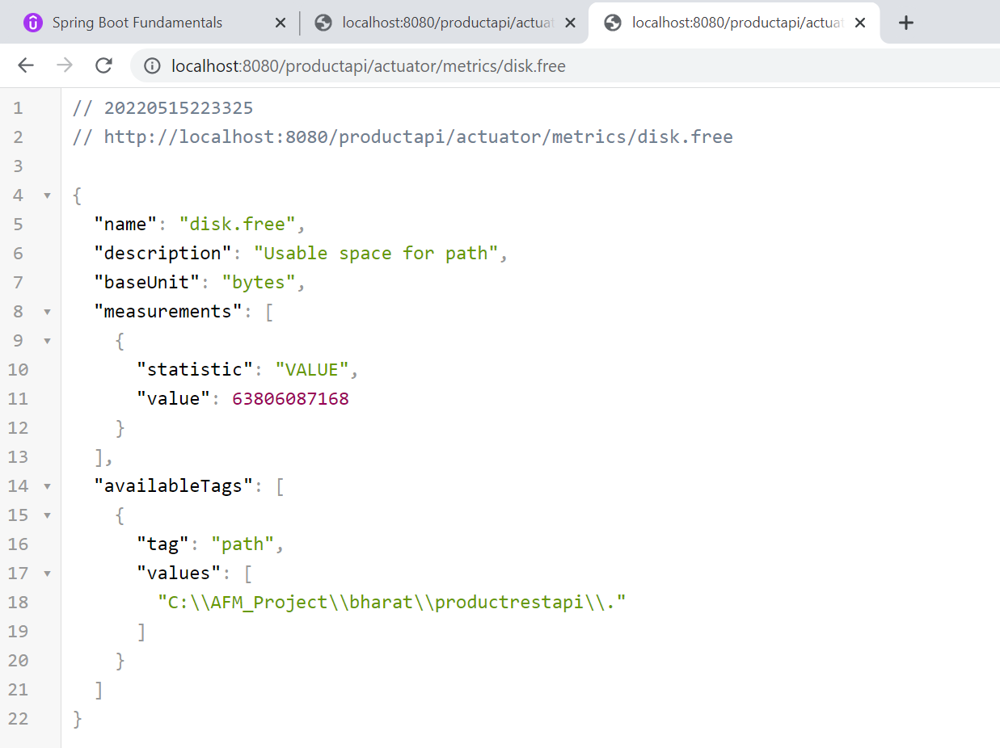 Spring Boot Fundamentals
localhost:8080/productapi/actuat
localhost:8080/productapi/actuat
localhost:8080/productapi/actuator/metrics/disk.free
1 // 20220515223325
2 // http://localhost:8080/productapi/actuator/metrics/disk.free
3
4 {
5 "name": "disk.free",
6 "description": "Usable space for path",
7 "baseUnit": "bytes",
8 "measurements": [
9 {
10 "statistic": "VALUE",
11 "value": 63806087168
12 }
13 ],
14 "availableTags": [
15 {
16 "tag": "path",
17 "values": [
18 "C:\\AFM_Project\\bharat\\productrestapi\\."
19 ]
20 }
21 ]
22 }